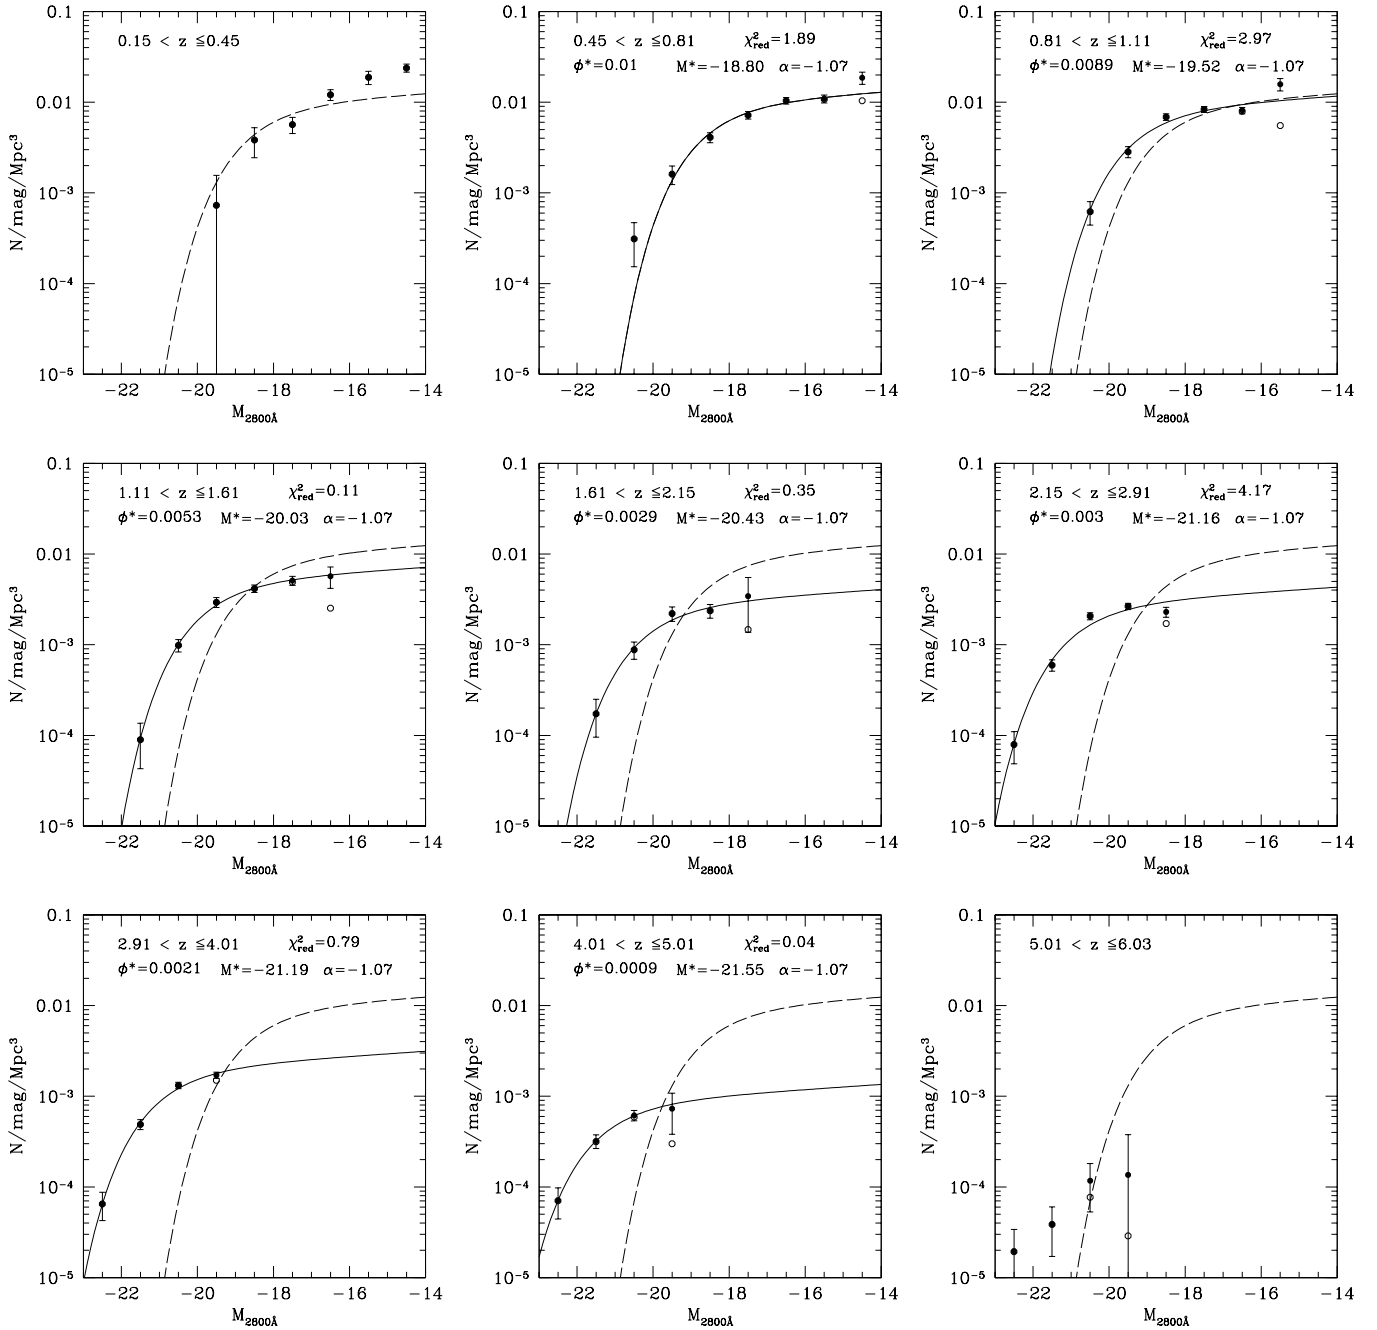 0.15 < z ≦0.45
0.1
0.01
10⁻³
10⁻⁴
10⁻⁵
N/mag/Mpc³
−22 −20 −18 −16 −14
M₂₈₀₀Å
0.45 < z ≦0.81 χ²red=1.89
ϕ*=0.01 M*=−18.80 α=−1.07
0.1
0.01
10⁻³
10⁻⁴
10⁻⁵
N/mag/Mpc³
−22 −20 −18 −16 −14
M₂₈₀₀Å
0.81 < z ≦1.11 χ²red=2.97
ϕ*=0.0089 M*=−19.52 α=−1.07
0.1
0.01
10⁻³
10⁻⁴
10⁻⁵
N/mag/Mpc³
−22 −20 −18 −16 −14
M₂₈₀₀Å
1.11 < z ≦1.61 χ²red=0.11
ϕ*=0.0053 M*=−20.03 α=−1.07
0.1
0.01
10⁻³
10⁻⁴
10⁻⁵
N/mag/Mpc³
−22 −20 −18 −16 −14
M₂₈₀₀Å
1.61 < z ≦2.15 χ²red=0.35
ϕ*=0.0029 M*=−20.43 α=−1.07
0.1
0.01
10⁻³
10⁻⁴
10⁻⁵
N/mag/Mpc³
−22 −20 −18 −16 −14
M₂₈₀₀Å
2.15 < z ≦2.91 χ²red=4.17
ϕ*=0.003 M*=−21.16 α=−1.07
0.1
0.01
10⁻³
10⁻⁴
10⁻⁵
N/mag/Mpc³
−22 −20 −18 −16 −14
M₂₈₀₀Å
2.91 < z ≦4.01 χ²red=0.79
ϕ*=0.0021 M*=−21.19 α=−1.07
0.1
0.01
10⁻³
10⁻⁴
10⁻⁵
N/mag/Mpc³
−22 −20 −18 −16 −14
M₂₈₀₀Å
4.01 < z ≦5.01 χ²red=0.04
ϕ*=0.0009 M*=−21.55 α=−1.07
0.1
0.01
10⁻³
10⁻⁴
10⁻⁵
N/mag/Mpc³
−22 −20 −18 −16 −14
M₂₈₀₀Å
5.01 < z ≦6.03
0.1
0.01
10⁻³
10⁻⁴
10⁻⁵
N/mag/Mpc³
−22 −20 −18 −16 −14
M₂₈₀₀Å